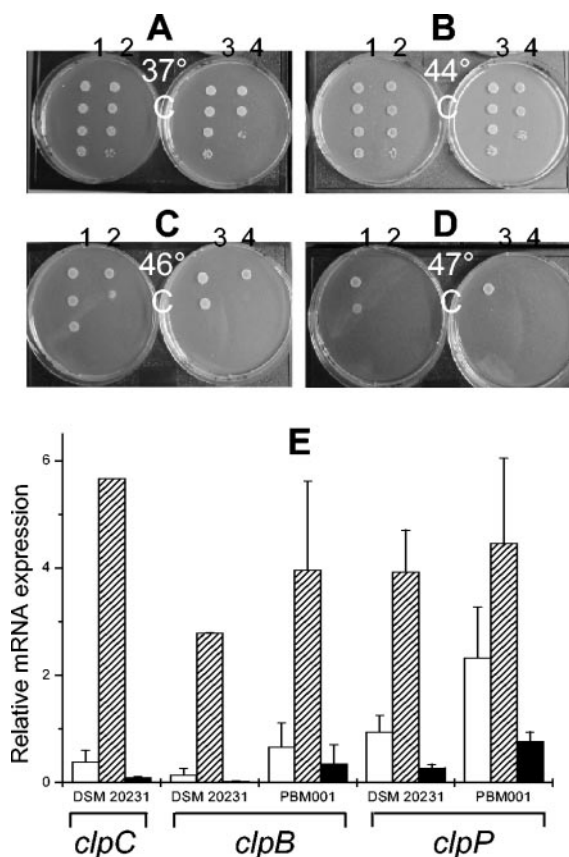 A
B
1 2 3 4
1 2 3 4
37°
C
44°
C
C
D
1 2 3 4
1 2 3 4
46°
C
47°
C
E
Relative mRNA expression
6
4
2
0
DSM 20231
DSM 20231
PBM001
DSM 20231
PBM001
clpC
clpB
clpP